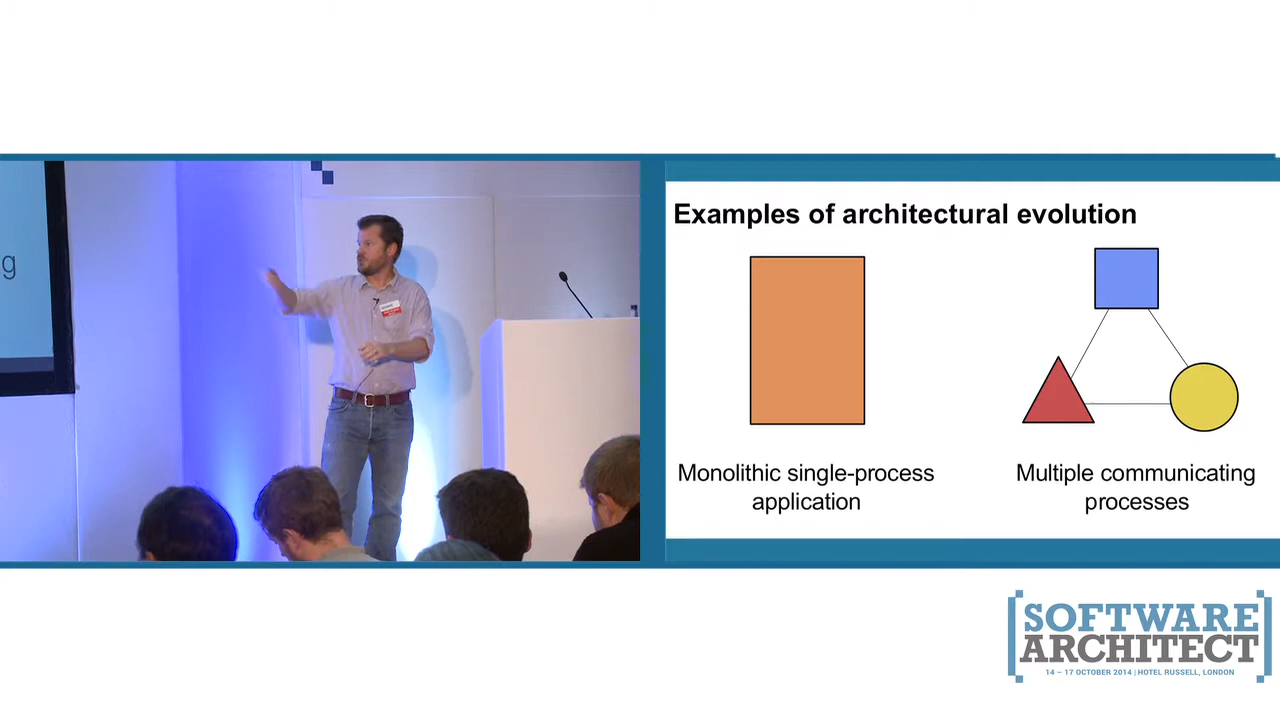 g
Examples of architectural evolution
Monolithic single-process
application
Multiple communicating
processes
SOFTWARE
ARCHITECT
14 – 17 OCTOBER 2014 | HOTEL RUSSELL, LONDON